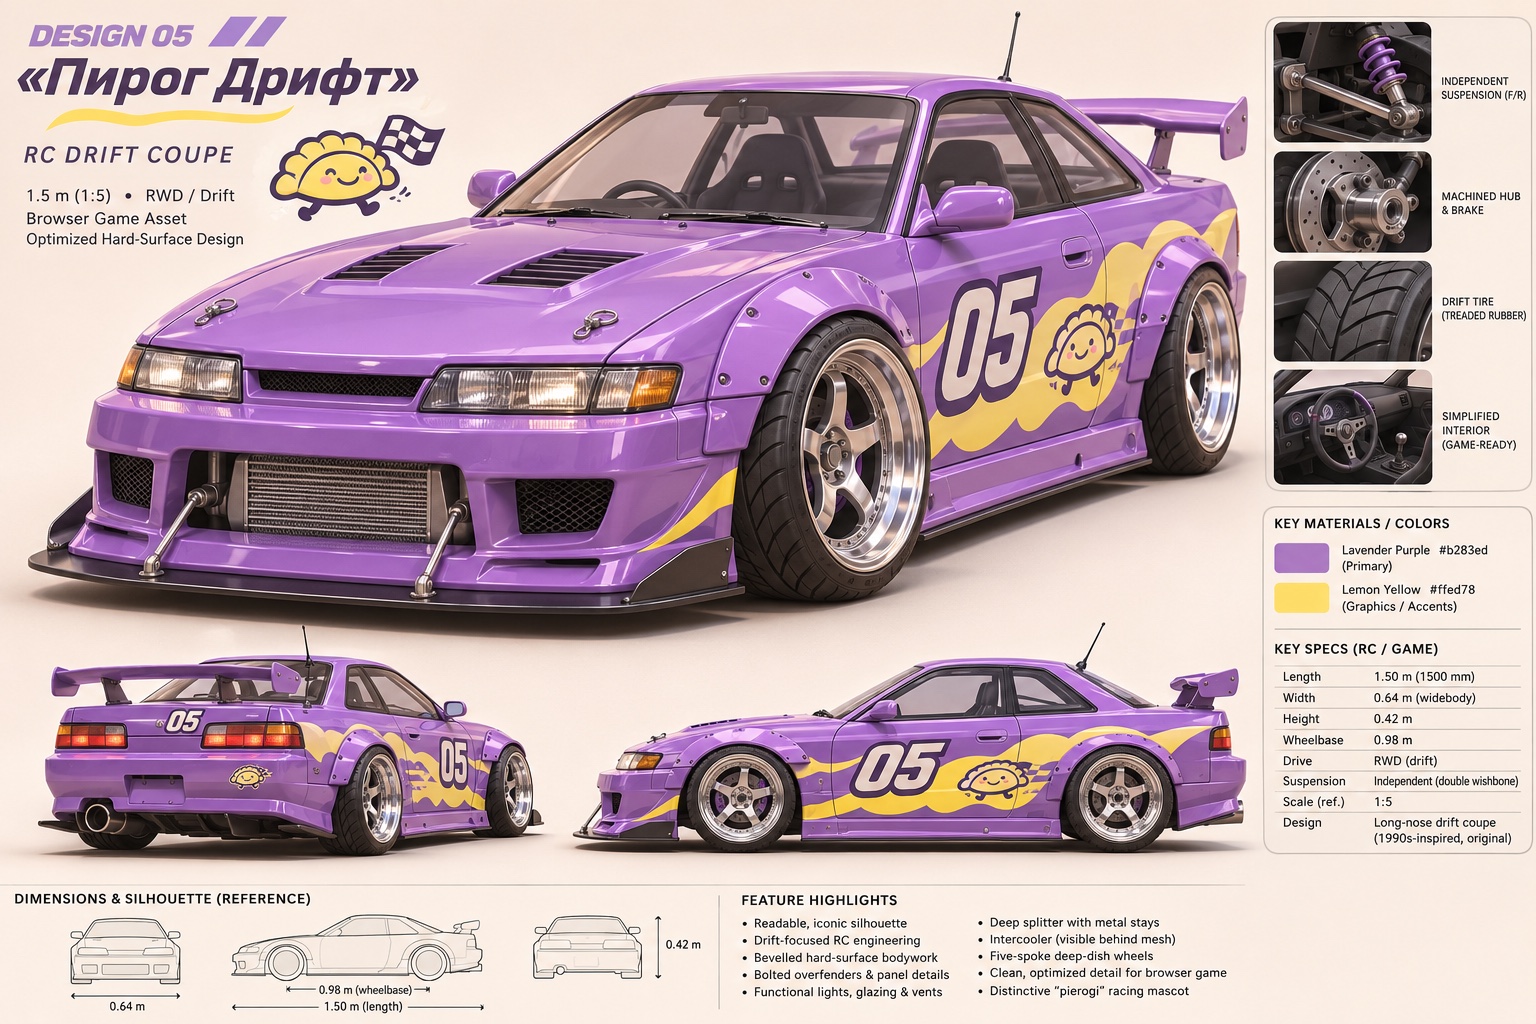 DESIGN 05
«Пирог Дрифт»
RC DRIFT COUPE
1.5 m (1:5) • RWD / Drift
Browser Game Asset
Optimized Hard-Surface Design
05
INDEPENDENT
SUSPENSION (F/R)
MACHINED HUB
& BRAKE
DRIFT TIRE
(TREADED RUBBER)
SIMPLIFIED
INTERIOR
(GAME-READY)
KEY MATERIALS / COLORS
Lavender Purple #b283ed
(Primary)
Lemon Yellow #ffed78
(Graphics / Accents)
KEY SPECS (RC / GAME)
Length 1.50 m (1500 mm)
Width 0.64 m (widebody)
Height 0.42 m
Wheelbase 0.98 m
Drive RWD (drift)
Suspension Independent (double wishbone)
Scale (ref.) 1:5
Design Long-nose drift coupe
(1990s-inspired, original)
05
05
05
DIMENSIONS & SILHOUETTE (REFERENCE)
0.64 m
0.98 m (wheelbase)
1.50 m (length)
0.42 m
FEATURE HIGHLIGHTS
• Readable, iconic silhouette
• Drift-focused RC engineering
• Bevelled hard-surface bodywork
• Bolted overfenders & panel details
• Functional lights, glazing & vents
• Deep splitter with metal stays
• Intercooler (visible behind mesh)
• Five-spoke deep-dish wheels
• Clean, optimized detail for browser game
• Distinctive "pierogi" racing mascot